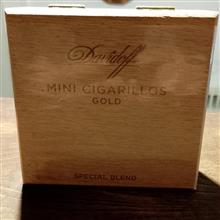 Davidoff
MINI CIGARILLOS
GOLD
SPECIAL BLEND